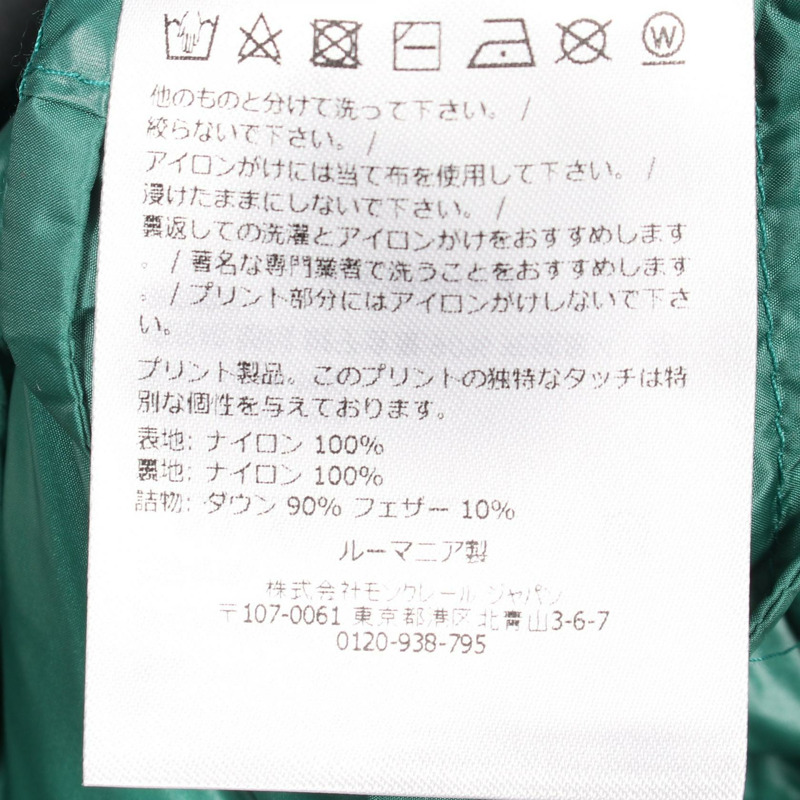 W
他のものと分けて洗って下さい。/
絞らないで下さい。/
アイロンがけには当て布を使用して下さい。/
浸けたままにしないで下さい。/
裏返しての洗濯とアイロンがけをおすすめします
。/ 著名な専門業者で洗うことをおすすめします
。/ プリント部分にはアイロンがけしないで下さ
い。
プリント製品。このプリントの独特なタッチは特
別な個性を与えております。
表地: ナイロン 100%
裏地: ナイロン 100%
詰物: ダウン 90% フェザー 10%
ルーマニア製
株式会社モンクレール ジャパン
〒107-0061 東京都港区北青山3-6-7
0120-938-795